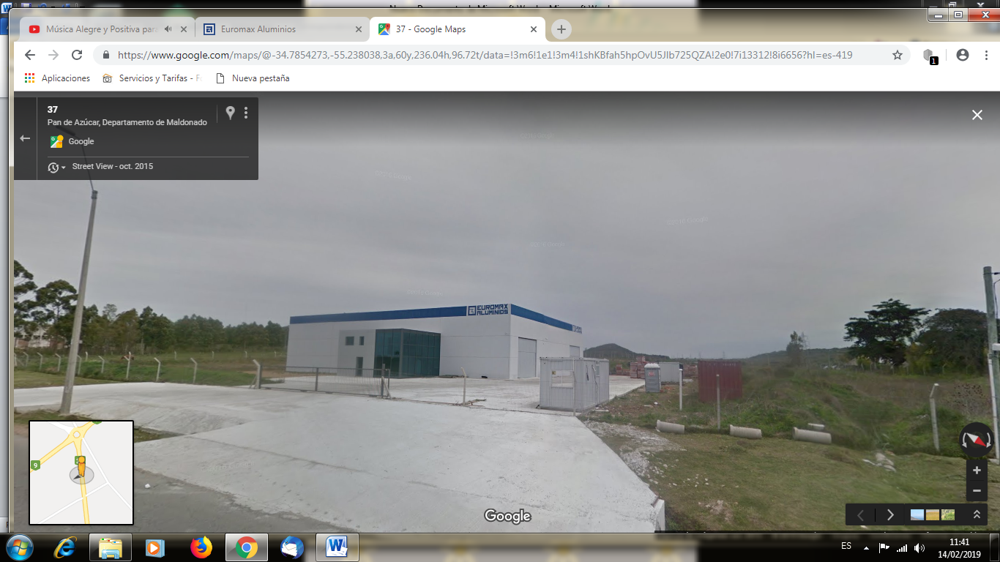 Música Alegre y Positiva para
Euromax Aluminios
37 - Google Maps
https://www.google.com/maps/@-34.7854273,-55.238038,3a,60y,236.04h,96.72t/data=!3m6!1e1!3m4!1shKBfah5hpOvU5JIb725QZA!2e0!7i13312!8i6656?hl=es-419
1
Aplicaciones
Servicios y Tarifas - F
Nueva pestaña
37
Pan de Azúcar, Departamento de Maldonado
Google
Street View - oct. 2015
EUROMAX
ALUMINIOS
9
Google
ES
11:41
14/02/2019